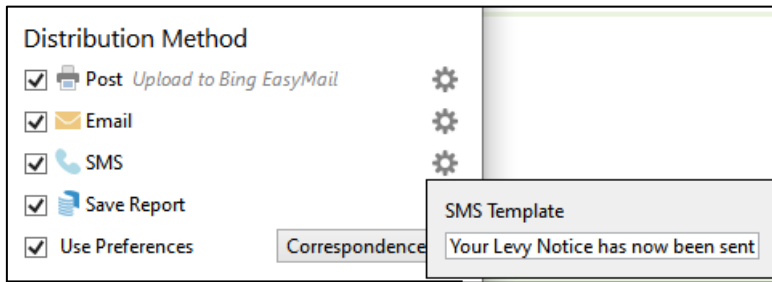 Distribution Method
Post Upload to Bing EasyMail
Email
SMS
Save Report
SMS Template
Use Preferences Correspondence
Your Levy Notice has now been sent